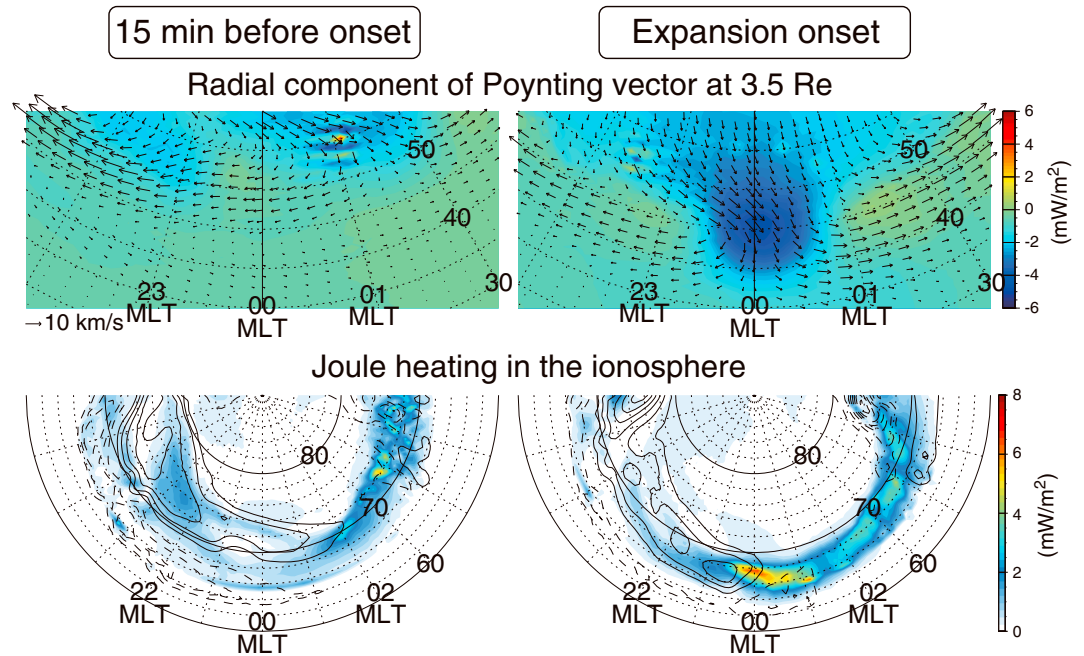 15 min before onset
Expansion onset
Radial component of Poynting vector at 3.5 Re
50
40
30
23
MLT
00
MLT
01
MLT
→10 km/s
50
40
30
23
MLT
00
MLT
01
MLT
6
4
2
0
-2
-4
-6
(mW/m²)
Joule heating in the ionosphere
80
70
60
22
MLT
00
MLT
02
MLT
80
70
60
22
MLT
00
MLT
02
MLT
8
6
4
2
0
(mW/m²)